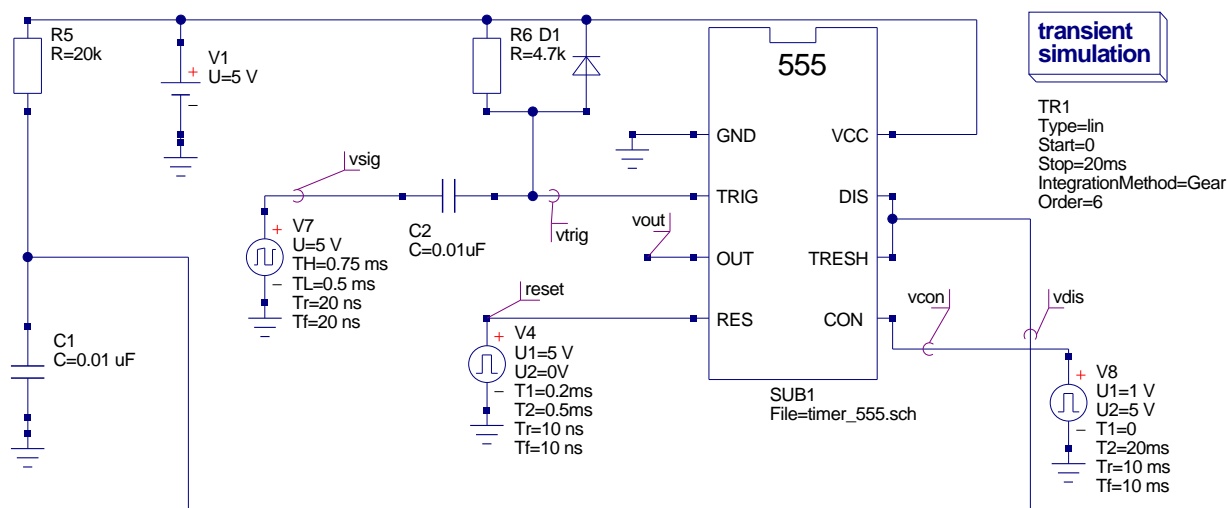 R5
R=20k
V1
U=5 V
R6 D1
R=4.7k
555
GND
VCC
TRIG
DIS
OUT
TRESH
RES
CON
SUB1
File=timer_555.sch
transient
simulation
TR1
Type=lin
Start=0
Stop=20ms
IntegrationMethod=Gear
Order=6
vsig
V7
U=5 V
TH=0.75 ms
TL=0.5 ms
Tr=20 ns
Tf=20 ns
C2
C=0.01uF
vtrig
vout
reset
V4
U1=5 V
U2=0V
T1=0.2ms
T2=0.5ms
Tr=10 ns
Tf=10 ns
vcon
vdis
V8
U1=1 V
U2=5 V
T1=0
T2=20ms
Tr=10 ms
Tf=10 ms
C1
C=0.01 uF